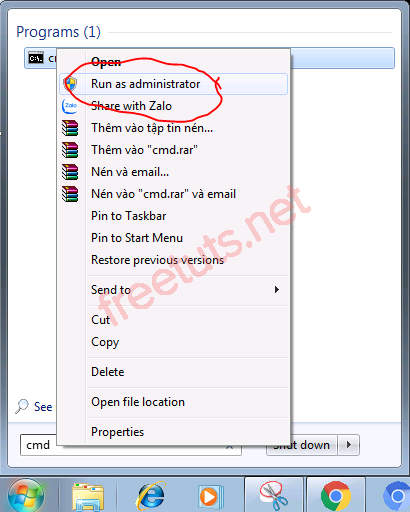 Programs (1)
Open
Run as administrator
Zalo Share with Zalo
Thêm vào tập tin nén...
Thêm vào "cmd.rar"
Nén và email...
Nén vào "cmd.rar" và email
Pin to Taskbar
Pin to Start Menu
Restore previous versions
Send to
Cut
Copy
Delete
Open file location
Properties
See
cmd
Shut down
freetuts.net